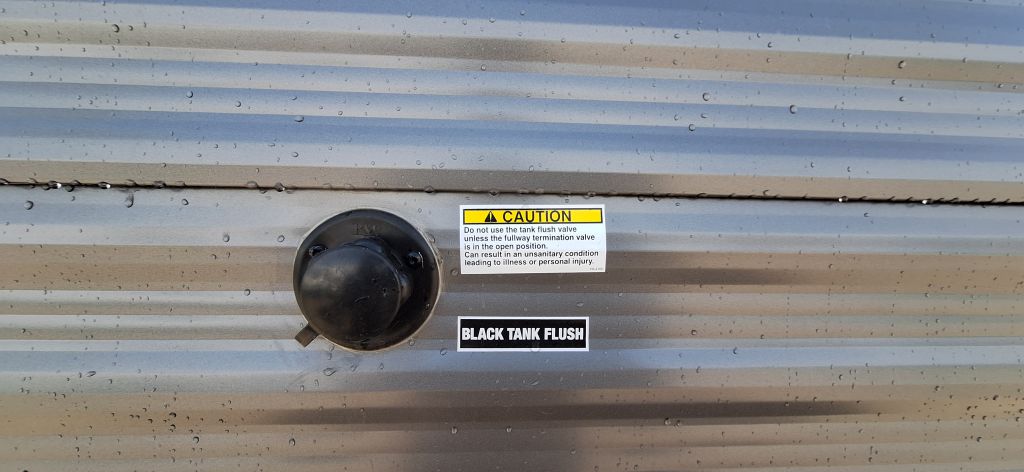 CAUTION
Do not use the tank flush valve
unless the fullway termination valve
is in the open position.
Can result in an unsanitary condition
leading to illness or personal injury.
BLACK TANK FLUSH